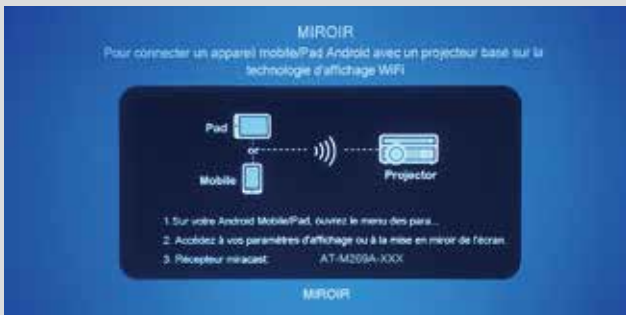 MIROIR
Pour connecter un appareil mobile/Pad Android avec un projecteur basé sur la
technologie d'affichage WiFi
Pad
or
Mobile
Projector
1. Sur votre Android Mobile/Pad, ouvrez le menu des para...
2. Accédez à vos paramètres d'affichage ou à la mise en miroir de l'écran.
3. Récepteur miracast: AT-M269A-XXX
MIROIR